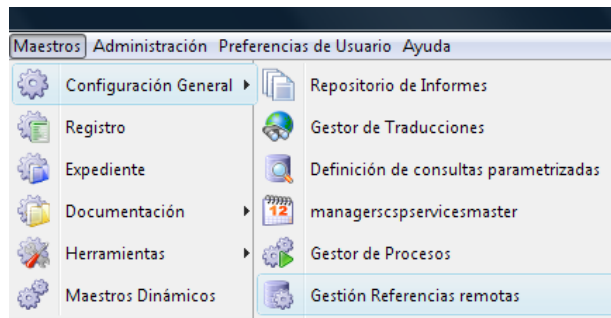 Maestros Administración Preferencias de Usuario Ayuda
Configuración General Repositorio de Informes
Registro Gestor de Traducciones
Expediente Definición de consultas parametrizadas
Documentación 12 managerscspservicesmaster
Herramientas Gestor de Procesos
Maestros Dinámicos Gestión Referencias remotas